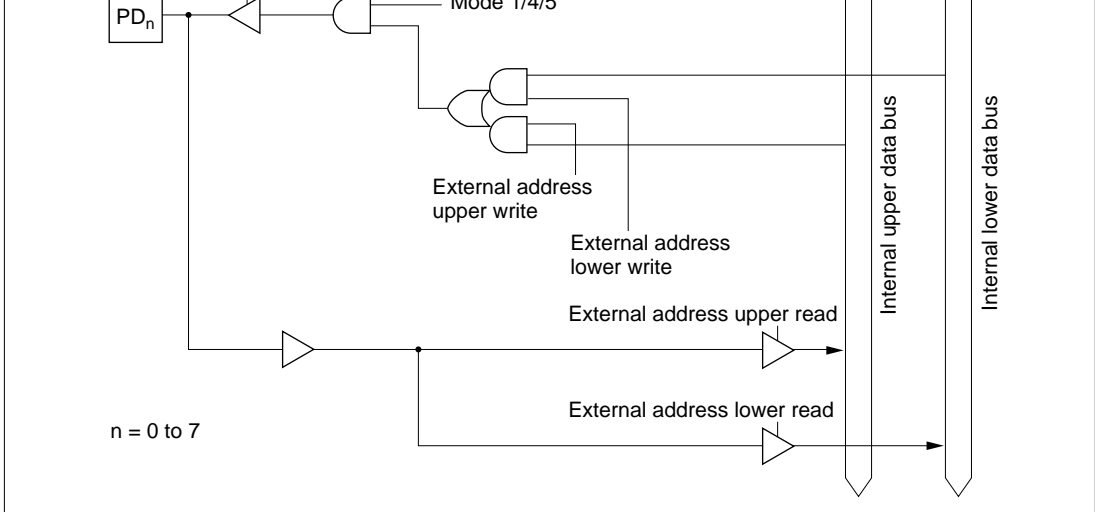 Mode 1/4/5
PDn
External address
upper write
External address
lower write
Internal upper data bus
Internal lower data bus
External address upper read
External address lower read
n = 0 to 7